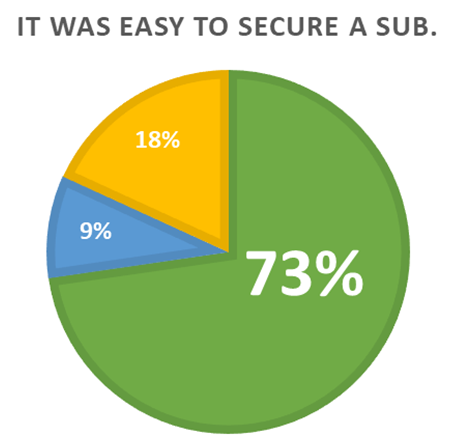 IT WAS EASY TO SECURE A SUB.
18%
9%
73%